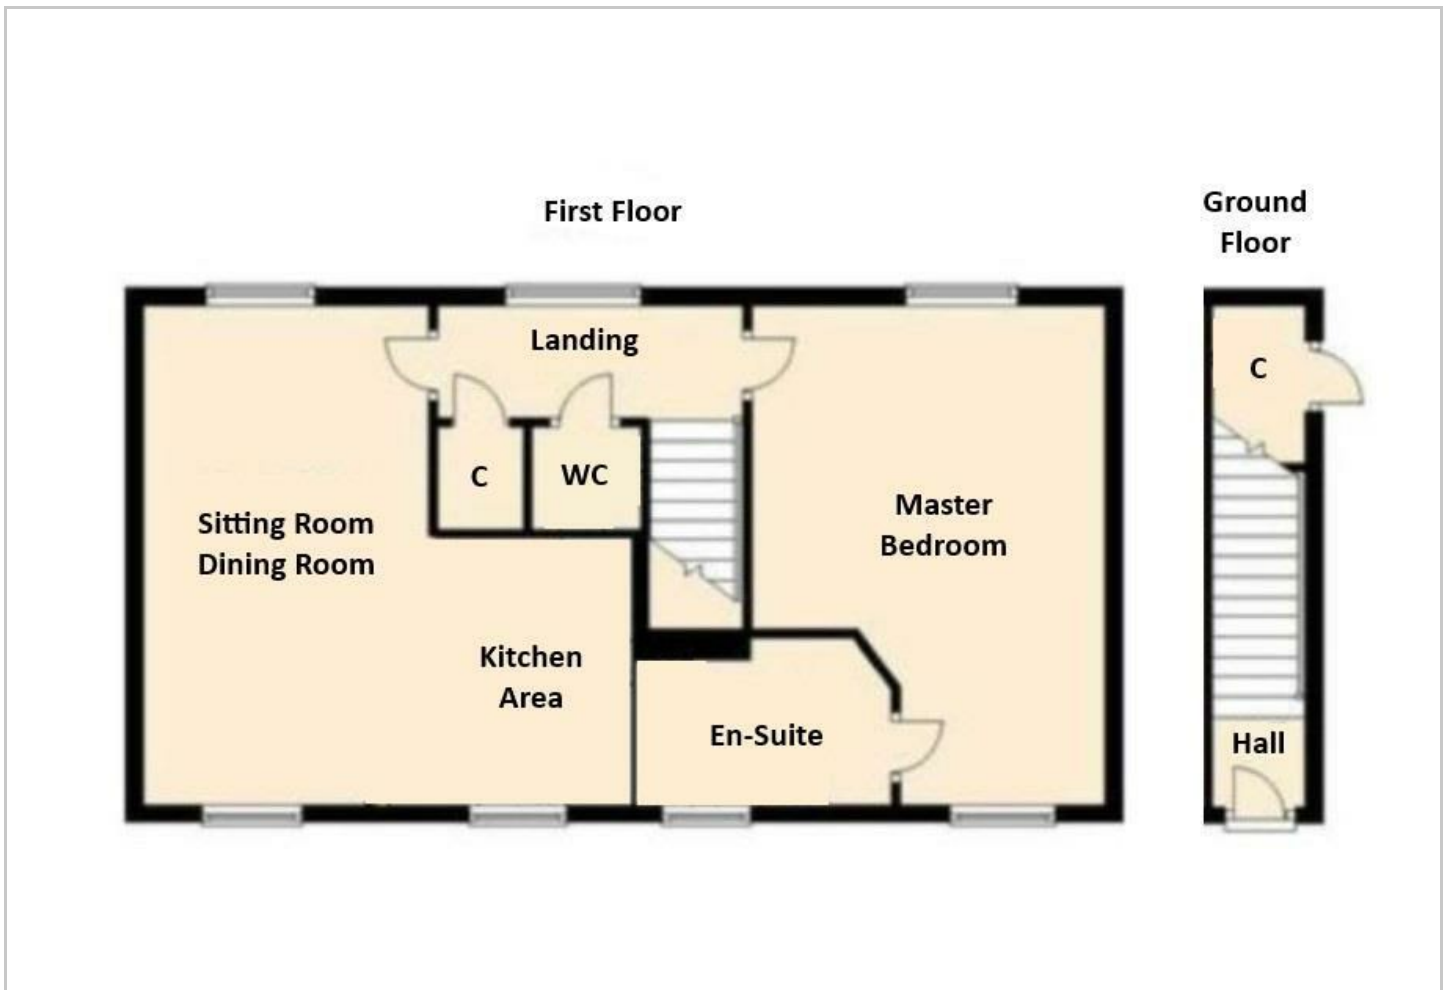 First Floor
Ground
Floor
Landing
C
C
WC
Sitting Room
Dining Room
Master
Bedroom
Kitchen
Area
En-Suite
Hall